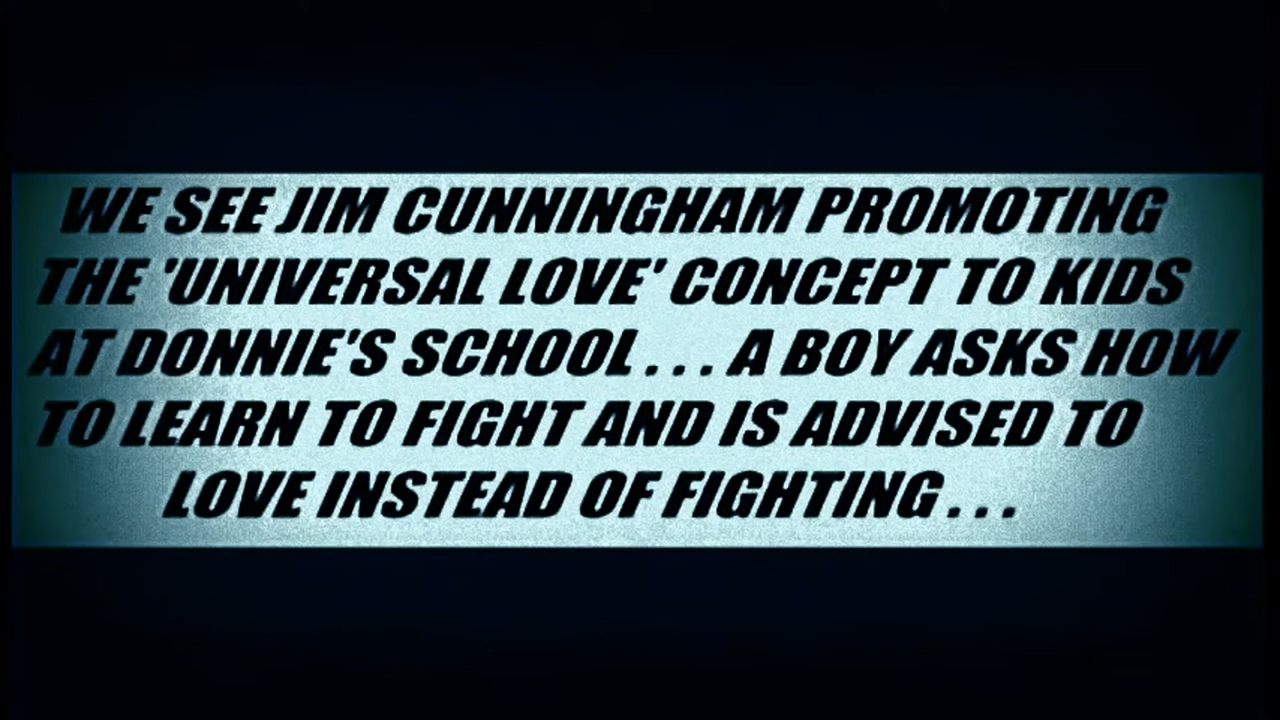 WE SEE JIM CUNNINGHAM PROMOTING
THE 'UNIVERSAL LOVE' CONCEPT TO KIDS
AT DONNIE'S SCHOOL... A BOY ASKS HOW
TO LEARN TO FIGHT AND IS ADVISED TO
LOVE INSTEAD OF FIGHTING...